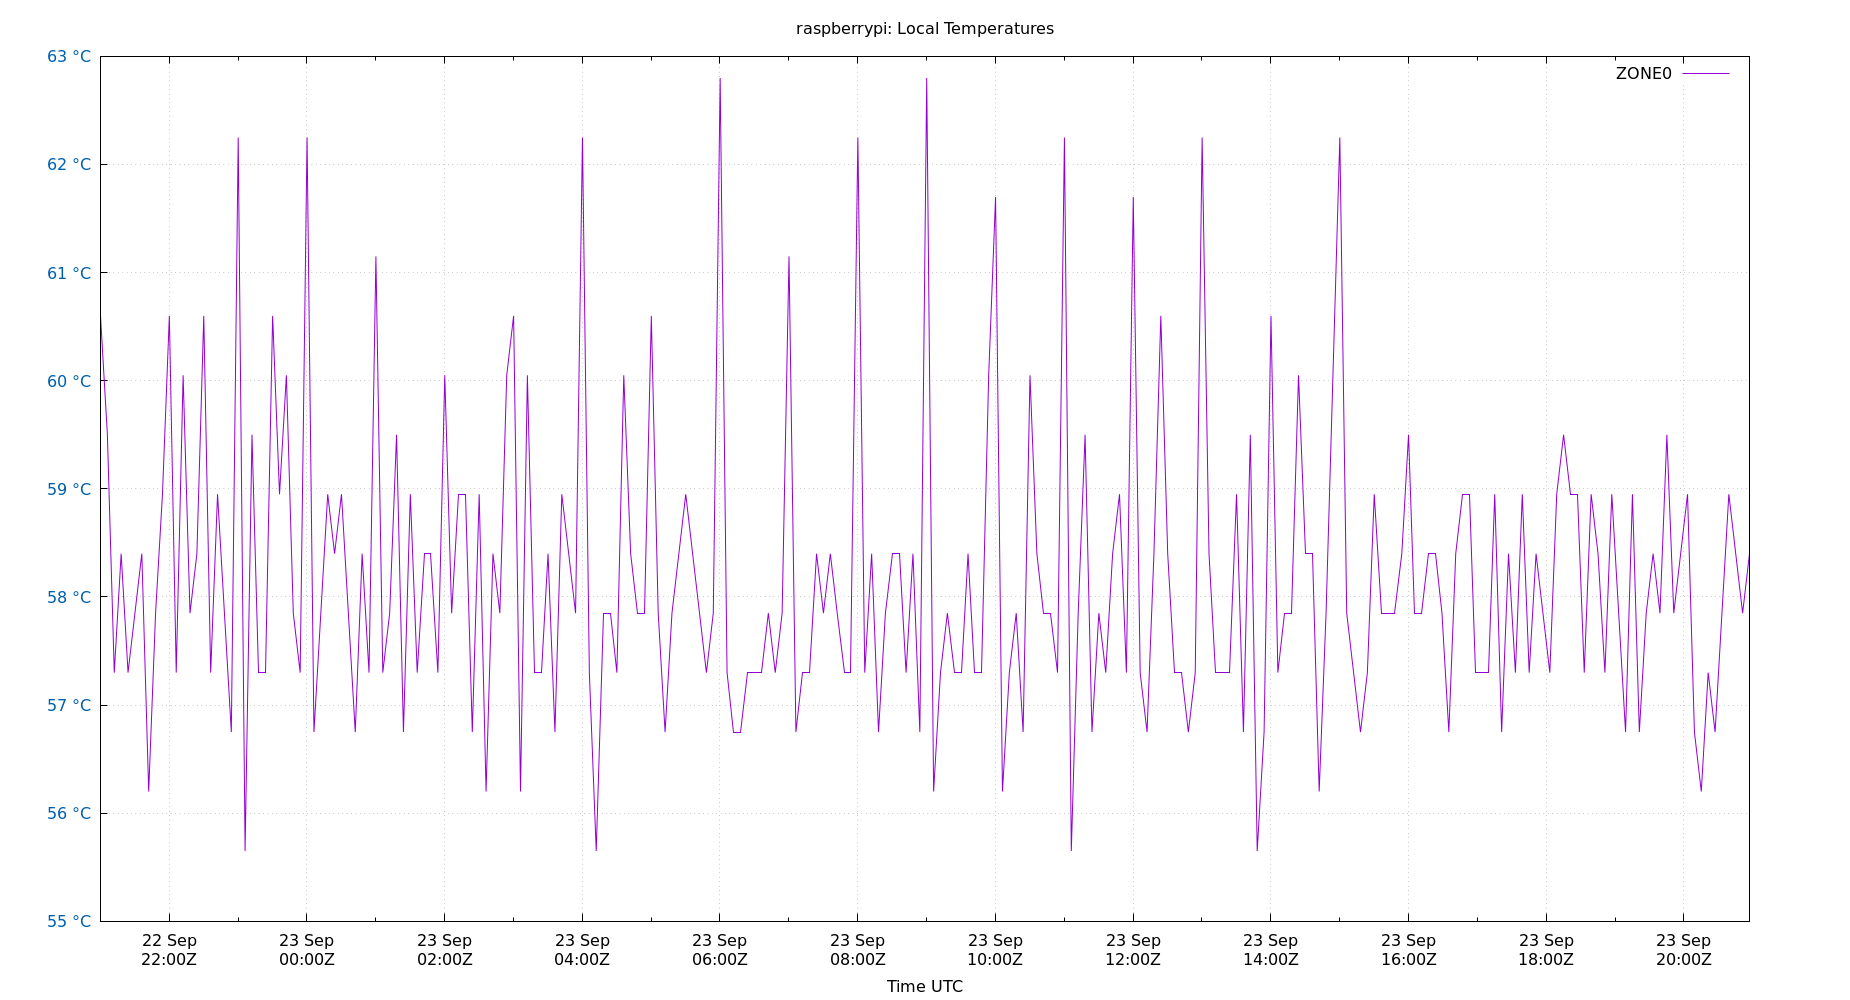 raspberrypi: Local Temperatures
63 °C
ZONE0
62 °C
61 °C
60 °C
59 °C
58 °C
57 °C
56 °C
55 °C
22 Sep 23 Sep 23 Sep 23 Sep 23 Sep 23 Sep 23 Sep 23 Sep 23 Sep 23 Sep 23 Sep 23 Sep
22:00Z 00:00Z 02:00Z 04:00Z 06:00Z 08:00Z 10:00Z 12:00Z 14:00Z 16:00Z 18:00Z 20:00Z
Time UTC